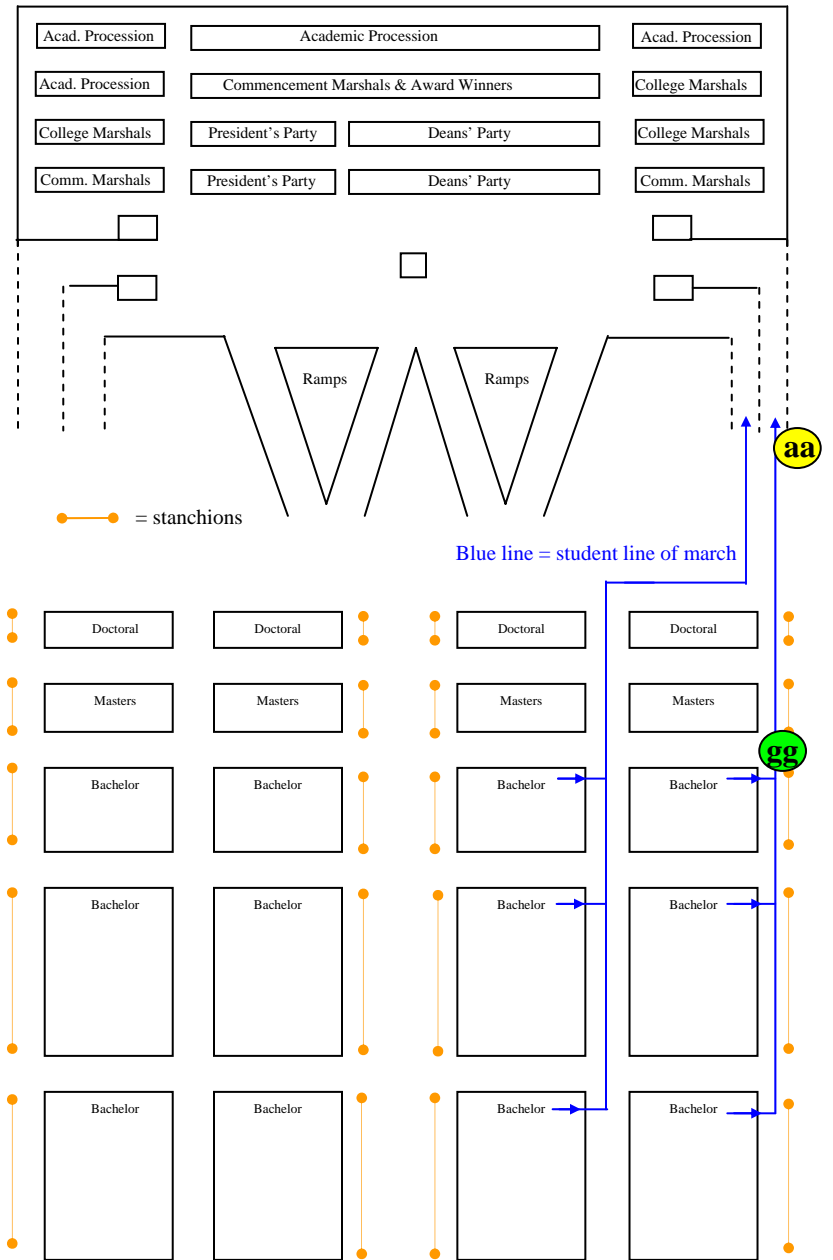 Acad. Procession Academic Procession Acad. Procession
Acad. Procession Commencement Marshals & Award Winners College Marshals
College Marshals President's Party Deans' Party College Marshals
Comm. Marshals President's Party Deans' Party Comm. Marshals
Ramps Ramps
aa
= stanchions
Blue line = student line of march
Doctoral Doctoral Doctoral Doctoral
Masters Masters Masters Masters
gg
Bachelor Bachelor Bachelor Bachelor
Bachelor Bachelor Bachelor Bachelor
Bachelor Bachelor Bachelor Bachelor